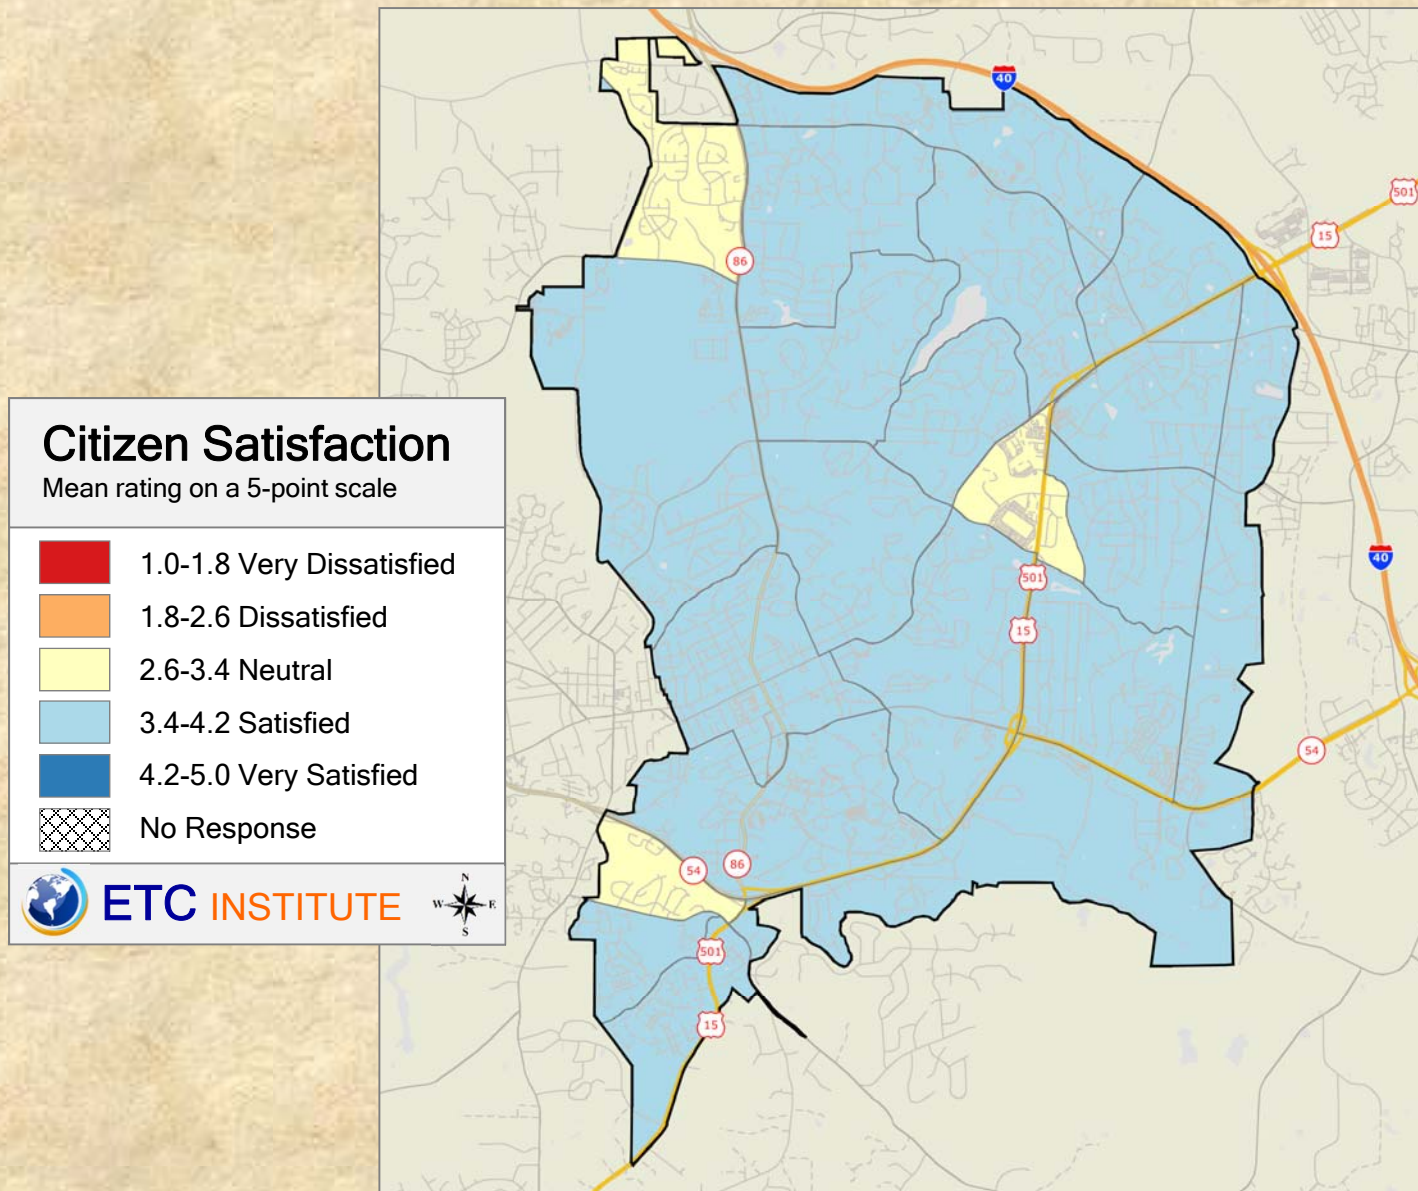 40
501
15
86
Citizen Satisfaction
Mean rating on a 5-point scale
1.0-1.8 Very Dissatisfied
1.8-2.6 Dissatisfied
2.6-3.4 Neutral
3.4-4.2 Satisfied
4.2-5.0 Very Satisfied
No Response
ETC INSTITUTE
N
W E
S
40
501
15
54
54
86
501
15